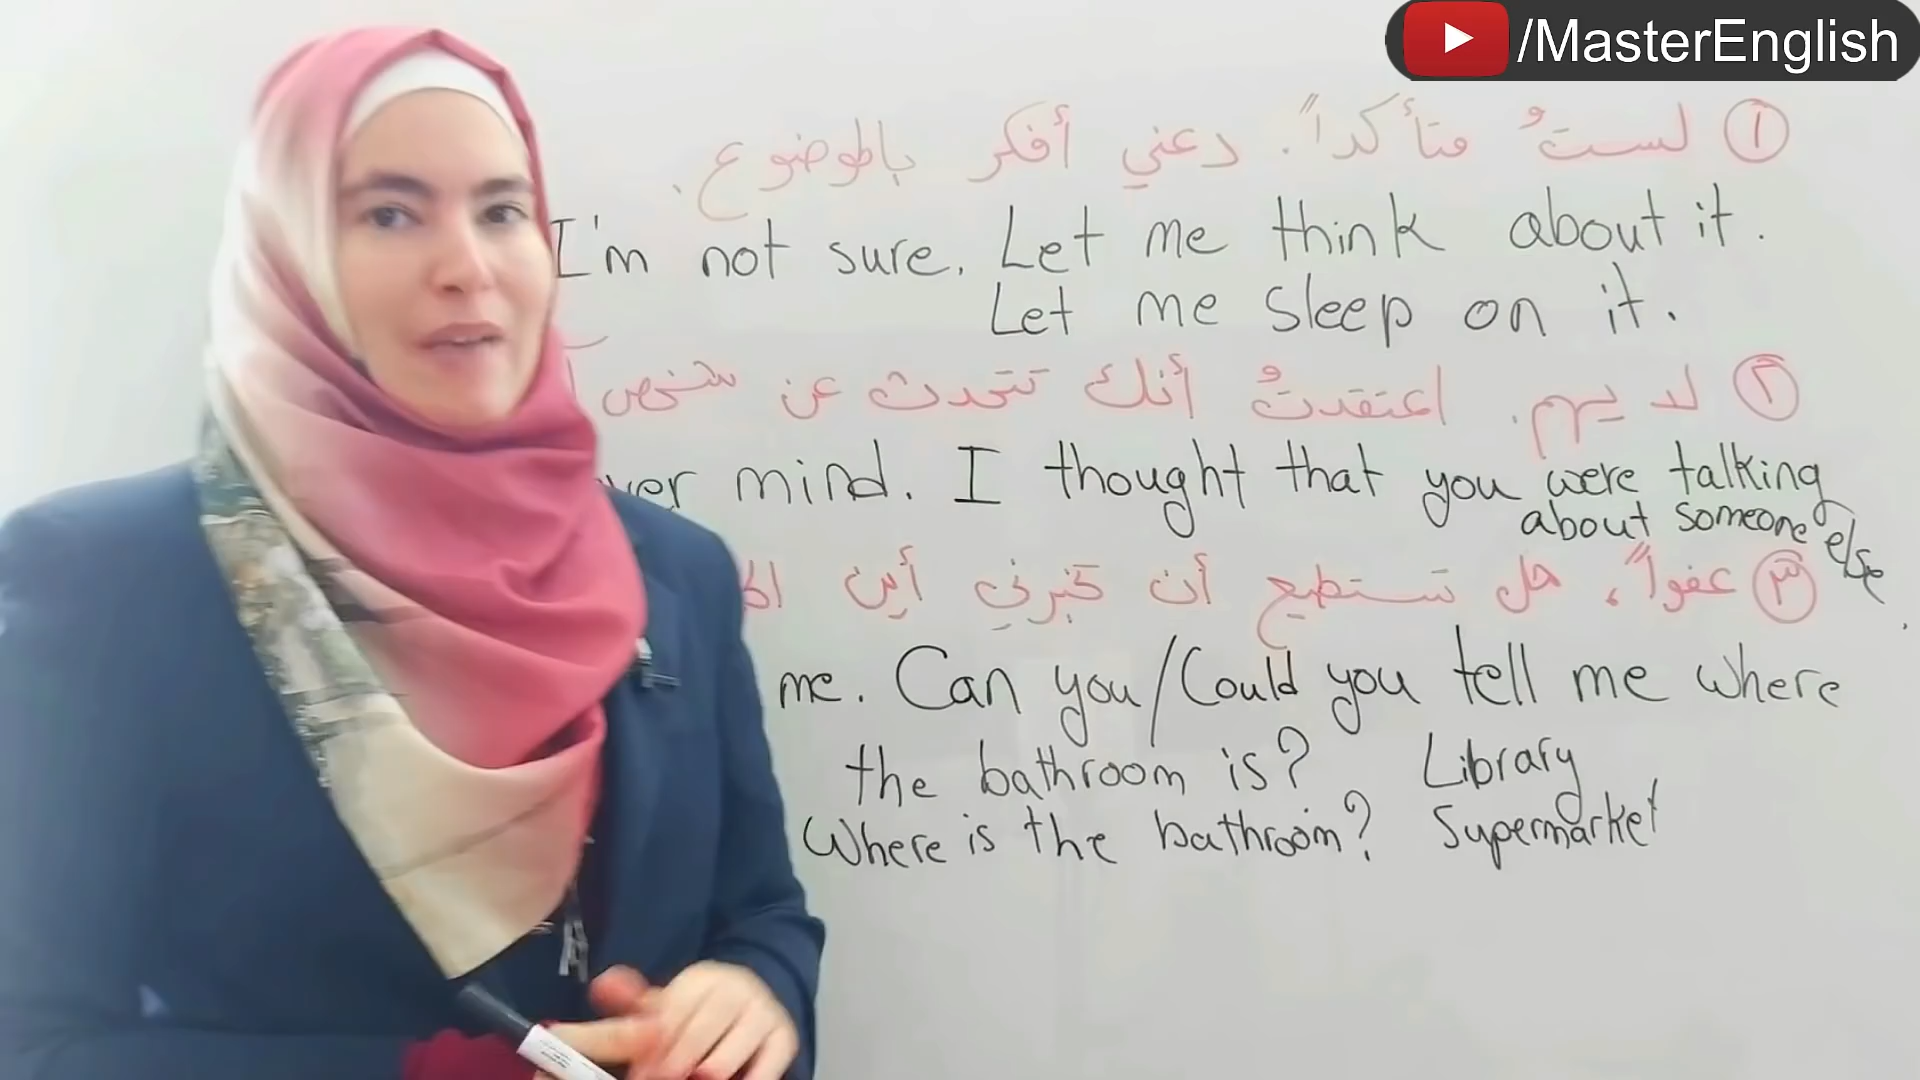 /MasterEnglish
١ لستُ متأكداً. دعني أفكر بالموضوع.
I'm not sure. Let me think about it.
Let me sleep on it.
٢ لا يهم. اعتقدتُ أنك تتحدث عن شخص
mind. I thought that you were talking
about someone else
٣ عفواً، هل تستطيع أن تخبرني أين
me. Can you/Could you tell me where
the bathroom is? Library
Where is the bathroom? Supermarket